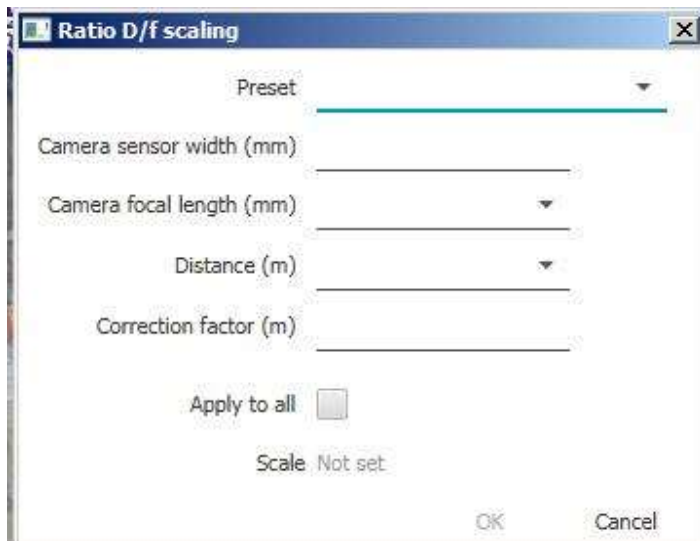 Ratio D/f scaling
Preset
Camera sensor width (mm)
Camera focal length (mm)
Distance (m)
Correction factor (m)
Apply to all
Scale Not set
OK Cancel